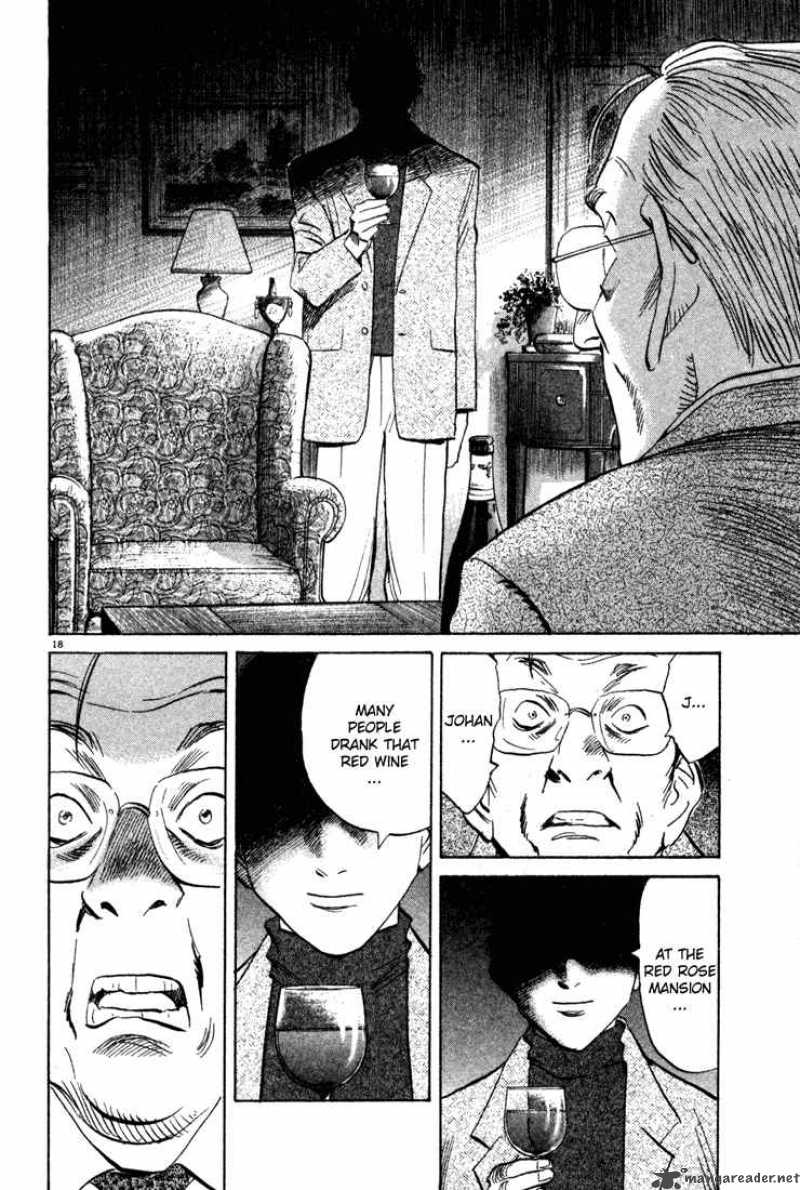 18
J...
JOHAN
...
AT THE
RED ROSE
MANSION
...
MANY
PEOPLE
DRANK THAT
RED WINE
...
mangareader.net